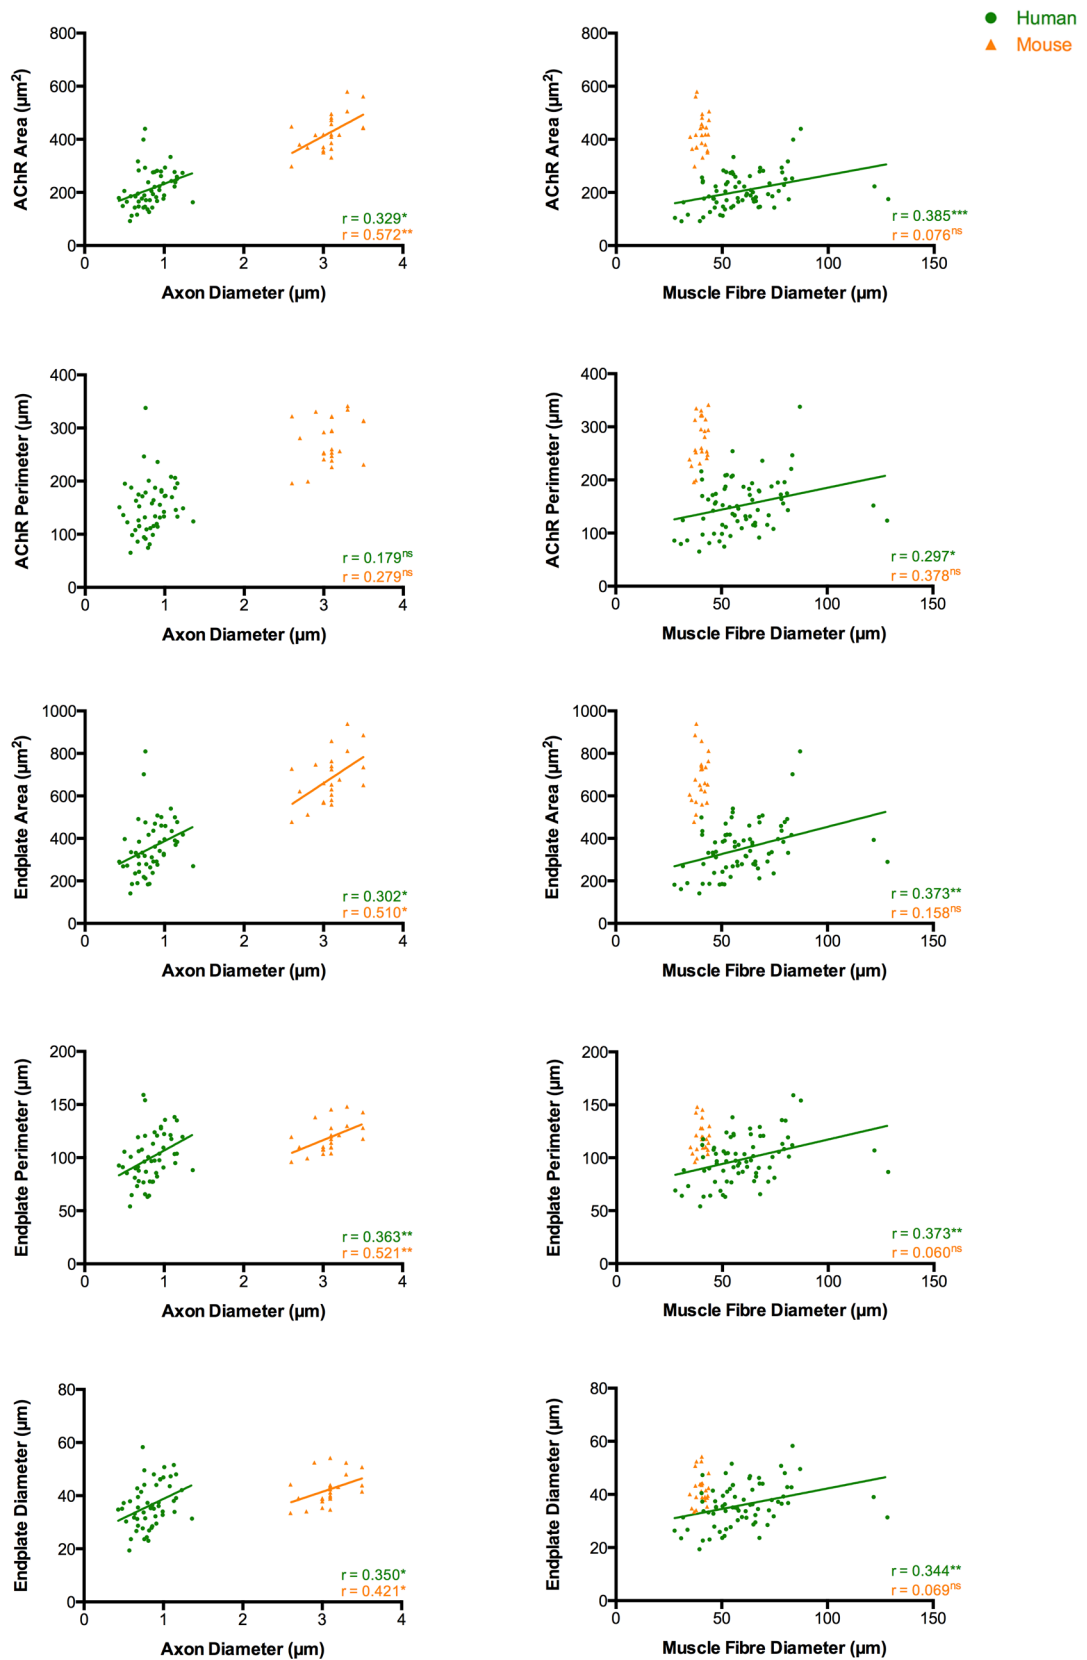 Human
Mouse
800
600
400
200
0
AChR Area (µm²)
r = 0.329*
r = 0.572**
0 1 2 3 4
Axon Diameter (µm)
800
600
400
200
0
AChR Area (µm²)
r = 0.385***
r = 0.076ns
0 50 100 150
Muscle Fibre Diameter (µm)
400
300
200
100
0
AChR Perimeter (µm)
r = 0.179ns
r = 0.279ns
0 1 2 3 4
Axon Diameter (µm)
400
300
200
100
0
AChR Perimeter (µm)
r = 0.297*
r = 0.378ns
0 50 100 150
Muscle Fibre Diameter (µm)
1000
800
600
400
200
0
Endplate Area (µm²)
r = 0.302*
r = 0.510*
0 1 2 3 4
Axon Diameter (µm)
1000
800
600
400
200
0
Endplate Area (µm²)
r = 0.373**
r = 0.158ns
0 50 100 150
Muscle Fibre Diameter (µm)
200
150
100
50
0
Endplate Perimeter (µm)
r = 0.363**
r = 0.521**
0 1 2 3 4
Axon Diameter (µm)
200
150
100
50
0
Endplate Perimeter (µm)
r = 0.373**
r = 0.060ns
0 50 100 150
Muscle Fibre Diameter (µm)
80
60
40
20
0
Endplate Diameter (µm)
r = 0.350*
r = 0.421*
0 1 2 3 4
Axon Diameter (µm)
80
60
40
20
0
Endplate Diameter (µm)
r = 0.344**
r = 0.069ns
0 50 100 150
Muscle Fibre Diameter (µm)